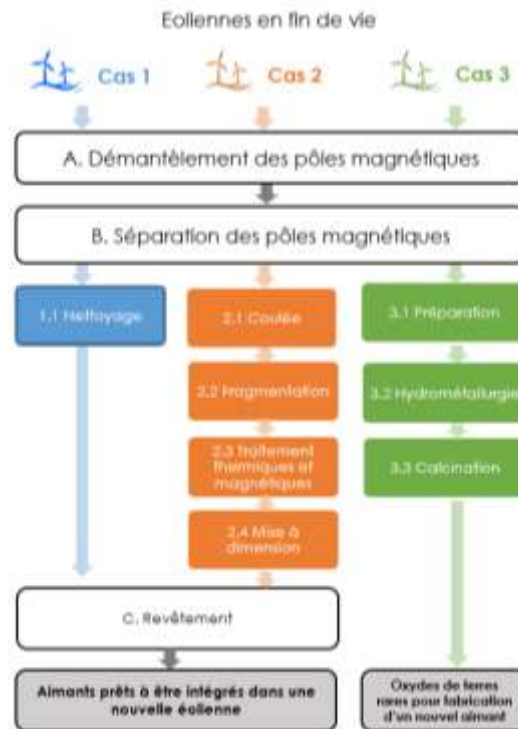 Eoliennes en fin de vie
Cas 1
Cas 2
Cas 3
A. Démantèlement des pôles magnétiques
B. Séparation des pôles magnétiques
1.1 Nettoyage
2.1 Coulée
3.1 Préparation
2.2 Fragmentation
3.2 Hydrométallurgie
2.3 Traitement
thermiques et
magnétiques
3.3 Calcination
2.4 Mise à
dimension
C. Revêtement
Aimants prêts à être intégrés dans une
nouvelle éolienne
Oxydes de terres
rares pour fabrication
d'un nouvel aimant